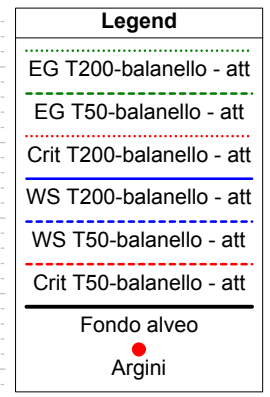 Legend
EG T200-balanello - att
EG T50-balanello - att
Crit T200-balanello - att
WS T200-balanello - att
WS T50-balanello - att
Crit T50-balanello - att
Fondo alveo
Argini